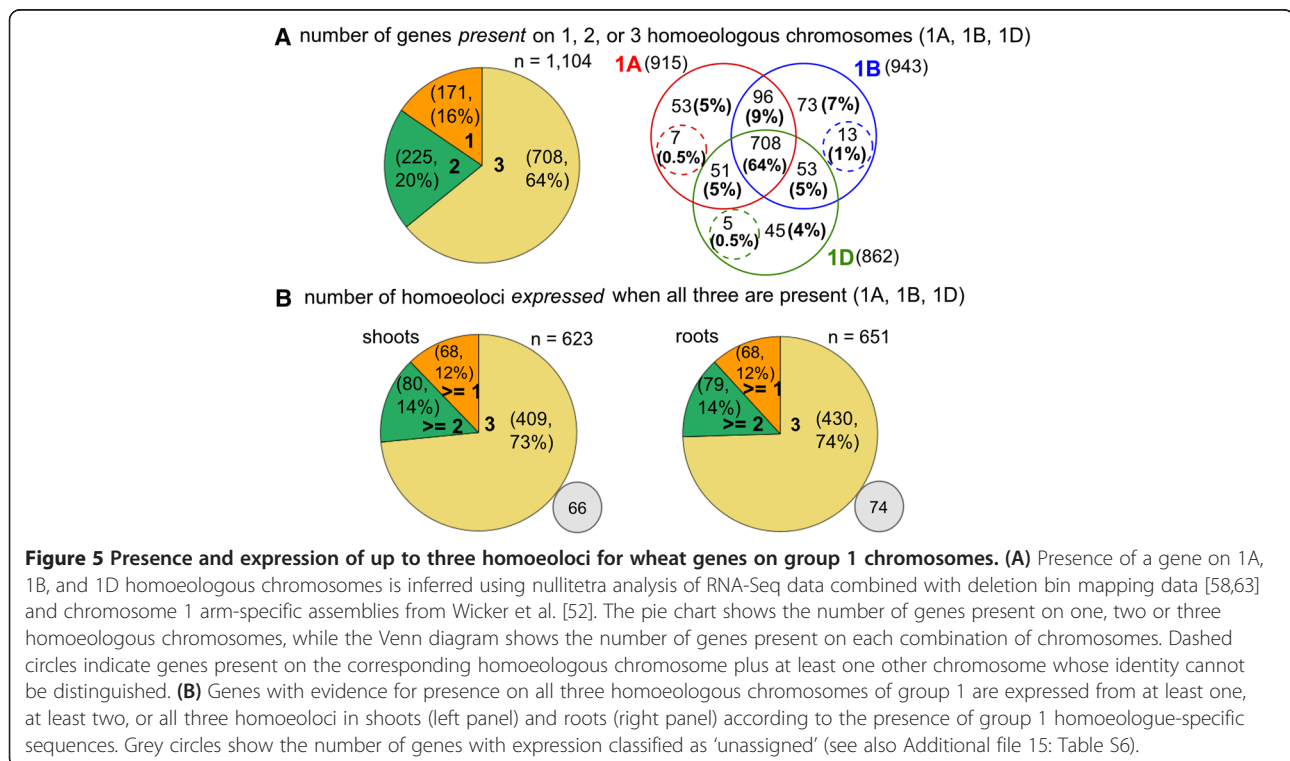 A number of genes present on 1, 2, or 3 homoeologous chromosomes (1A, 1B, 1D)
n = 1,104
(171,
(16%)
1
(225,
20%)
2
3
(708,
64%)
1A(915)
1B(943)
53(5%)
96
(9%)
73(7%)
7
(0.5%)
13
(1%)
708
(64%)
51
(5%)
53
(5%)
5
(0.5%)
45(4%)
1D(862)
B number of homoeoloci expressed when all three are present (1A, 1B, 1D)
shoots
n = 623
(68,
12%)
>= 1
(80,
14%)
>= 2
3
(409,
73%)
66
roots
n = 651
(68,
12%)
>= 1
(79,
14%)
>= 2
3
(430,
74%)
74
Figure 5 Presence and expression of up to three homoeoloci for wheat genes on group 1 chromosomes. (A) Presence of a gene on 1A,
1B, and 1D homoeologous chromosomes is inferred using nullitetra analysis of RNA-Seq data combined with deletion bin mapping data [58,63]
and chromosome 1 arm-specific assemblies from Wicker et al. [52]. The pie chart shows the number of genes present on one, two or three
homoeologous chromosomes, while the Venn diagram shows the number of genes present on each combination of chromosomes. Dashed
circles indicate genes present on the corresponding homoeologous chromosome plus at least one other chromosome whose identity cannot
be distinguished. (B) Genes with evidence for presence on all three homoeologous chromosomes of group 1 are expressed from at least one,
at least two, or all three homoeoloci in shoots (left panel) and roots (right panel) according to the presence of group 1 homoeologue-specific
sequences. Grey circles show the number of genes with expression classified as 'unassigned' (see also Additional file 15: Table S6).